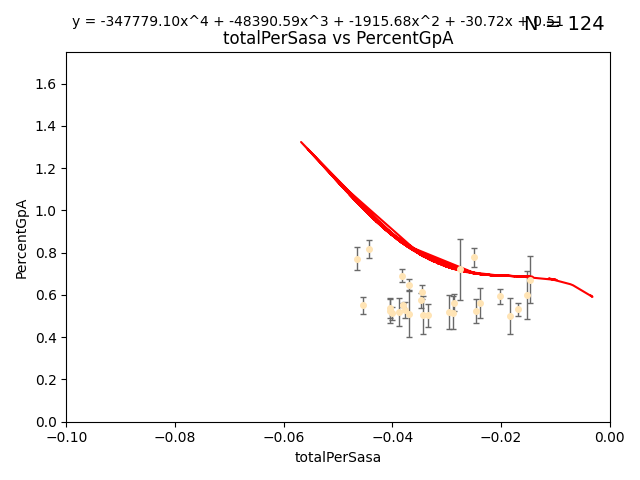 y = -347779.10x^4 + -48390.59x^3 + -1915.68x^2 + -30.72x + 0.51
N = 124
totalPerSasa vs PercentGpA
1.6
1.4
1.2
1.0
0.8
0.6
0.4
0.2
0.0
PercentGpA
−0.10 −0.08 −0.06 −0.04 −0.02 0.00
totalPerSasa